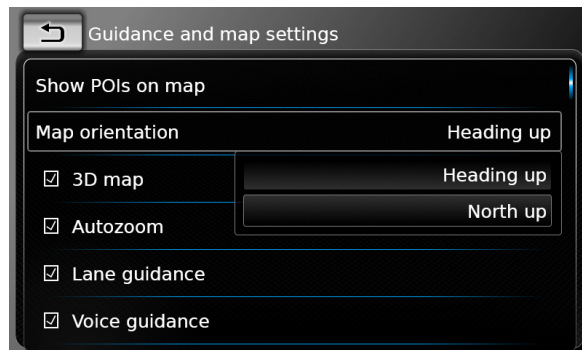 Guidance and map settings
Show POIs on map
Map orientation Heading up
3D map Heading up
Autozoom North up
Lane guidance
Voice guidance